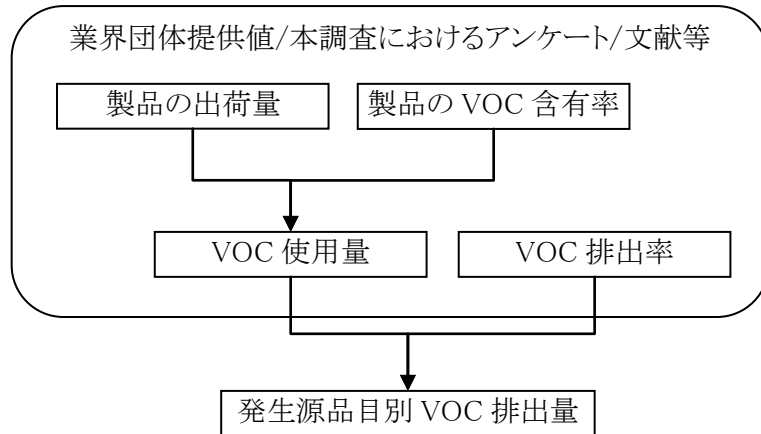 業界団体提供値/本調査におけるアンケート/文献等
製品の出荷量
製品の VOC 含有率
VOC 使用量
VOC 排出率
発生源品目別 VOC 排出量